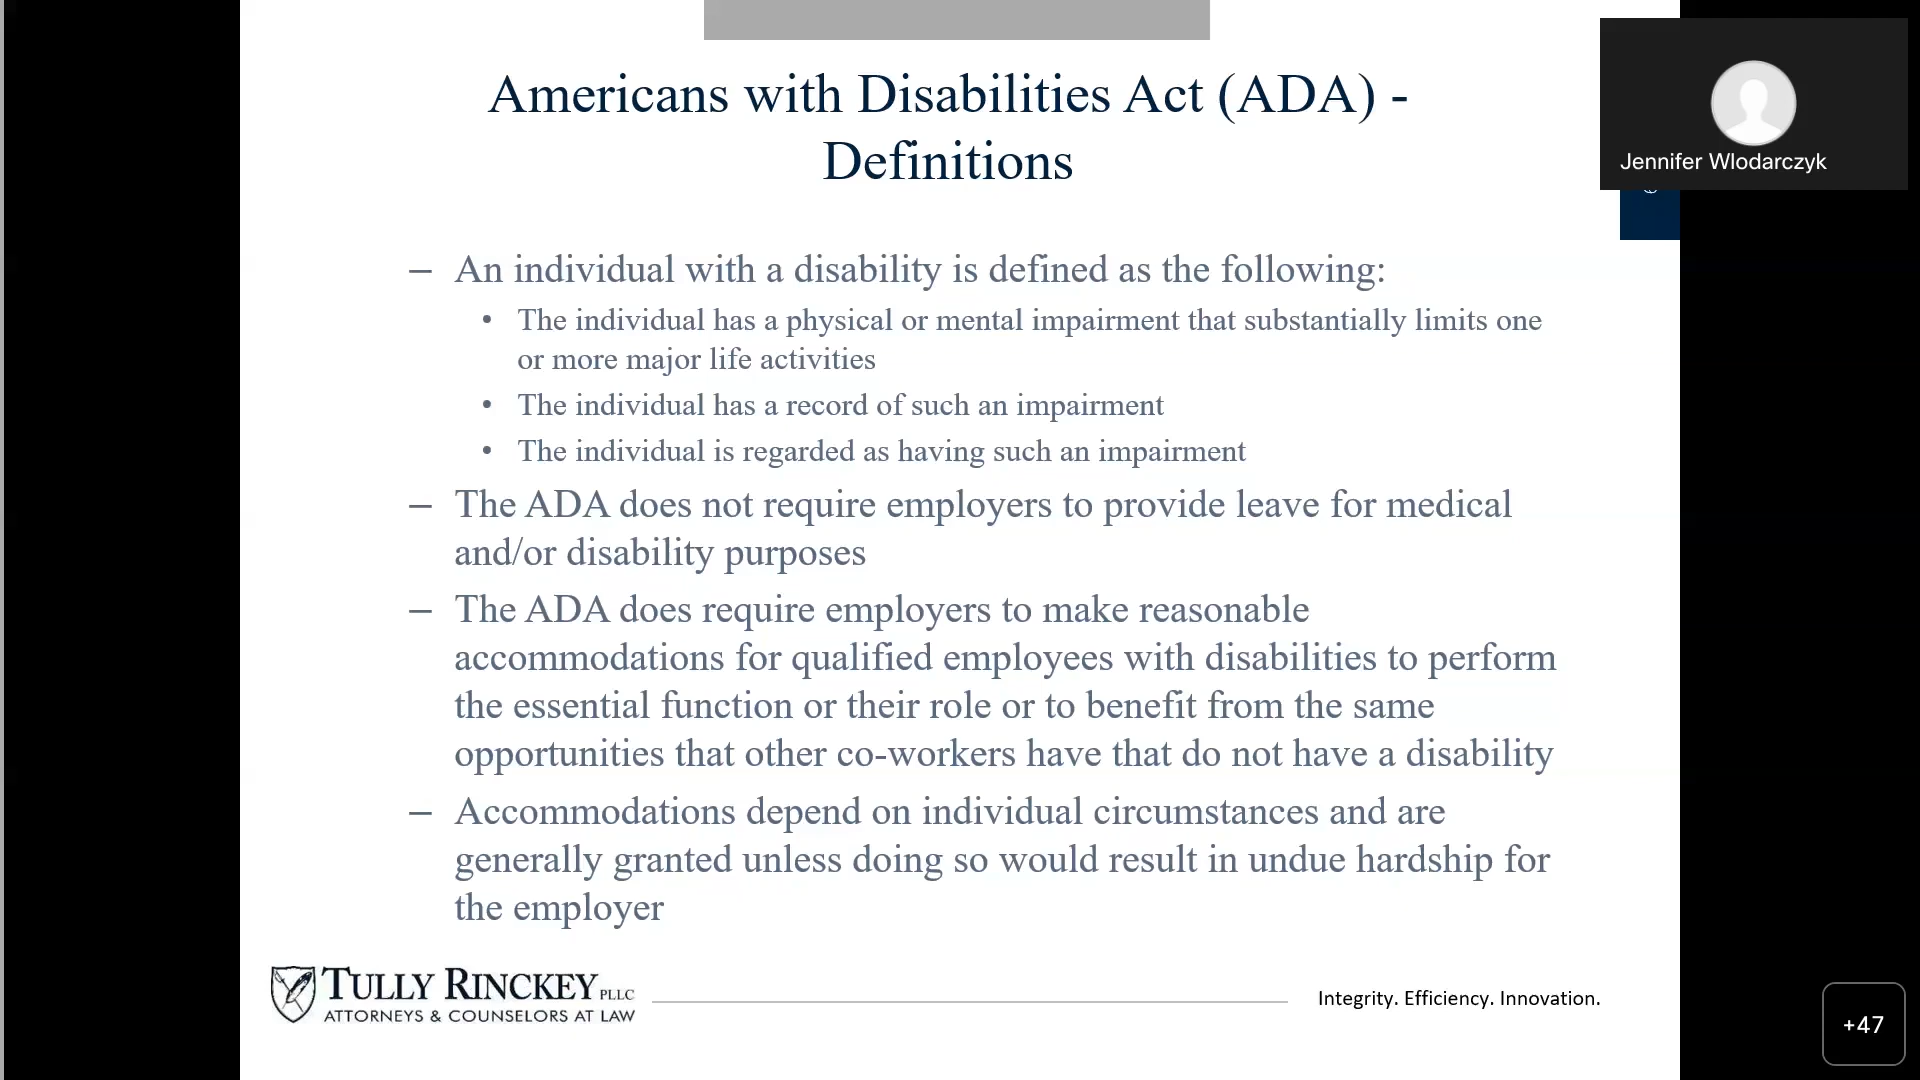 Americans with Disabilities Act (ADA) -
Definitions
Jennifer Wlodarczyk
– An individual with a disability is defined as the following:
• The individual has a physical or mental impairment that substantially limits one
or more major life activities
• The individual has a record of such an impairment
• The individual is regarded as having such an impairment
– The ADA does not require employers to provide leave for medical
and/or disability purposes
– The ADA does require employers to make reasonable
accommodations for qualified employees with disabilities to perform
the essential function or their role or to benefit from the same
opportunities that other co-workers have that do not have a disability
– Accommodations depend on individual circumstances and are
generally granted unless doing so would result in undue hardship for
the employer
TULLY RINCKEY PLLC
ATTORNEYS & COUNSELORS AT LAW
Integrity. Efficiency. Innovation.
+47